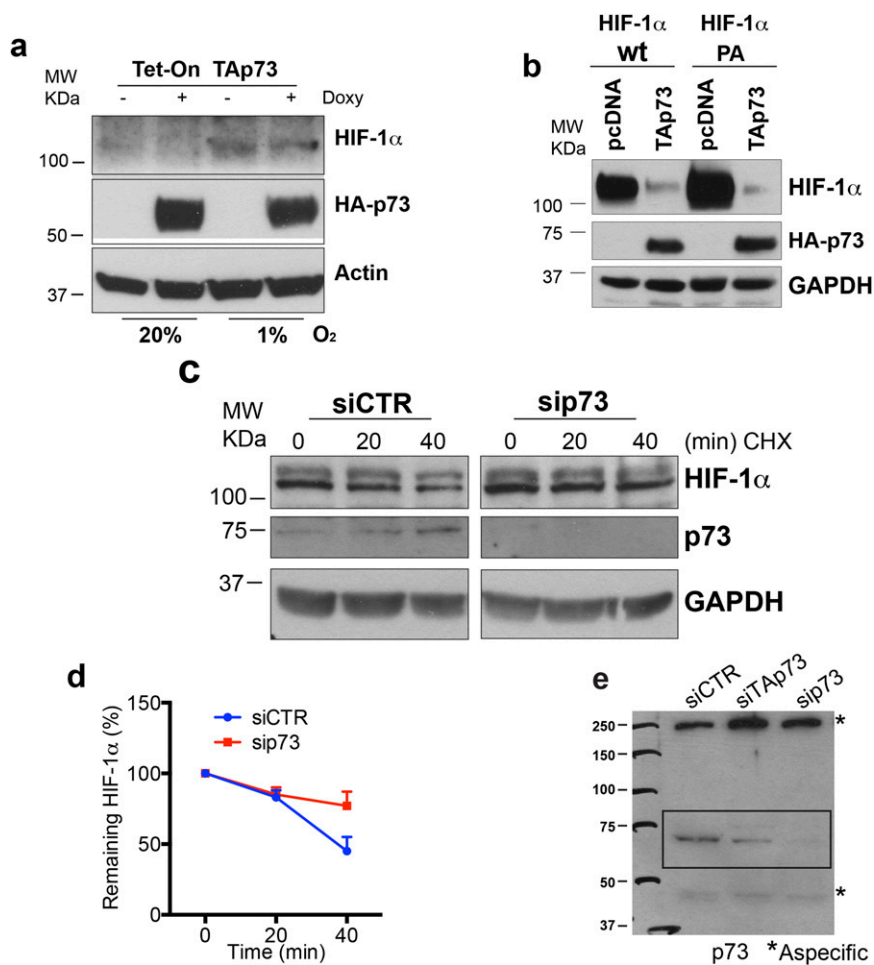 a
Tet-On TAp73
MW
KDa
- + - + Doxy
HIF-1α
100
HA-p73
50
Actin
37
20% 1% O₂
b
HIF-1α HIF-1α
wt PA
pcDNA TAp73 pcDNA TAp73
MW
KDa
HIF-1α
100
75
HA-p73
37
GAPDH
c
siCTR sip73
MW
KDa
0 20 40 0 20 40 (min) CHX
HIF-1α
100
75
p73
37
GAPDH
d
150
100
50
0
Remaining HIF-1α (%)
siCTR
sip73
0 20 40
Time (min)
e
siCTR siTAp73 sip73
250 *
150
100
75
50
*
37
p73 *Aspecific